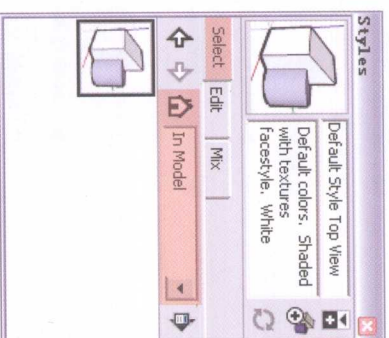 Styles
Default Style Top View
Default colors. Shaded
with textures
facestyle. White
Select Edit Mix
In Model